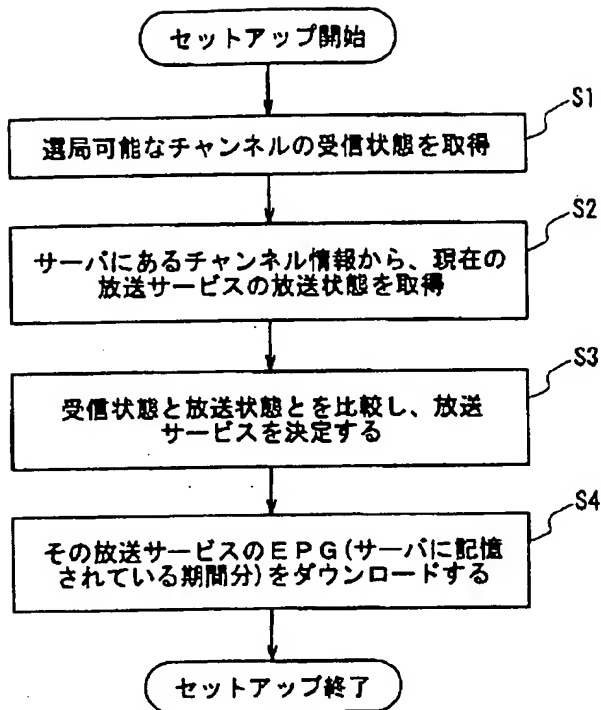 セットアップ開始
S1
選局可能なチャンネルの受信状態を取得
S2
サーバにあるチャンネル情報から、現在の
放送サービスの放送状態を取得
S3
受信状態と放送状態とを比較し、放送
サービスを決定する
S4
その放送サービスのEPG(サーバに記憶
されている期間分)をダウンロードする
セットアップ終了